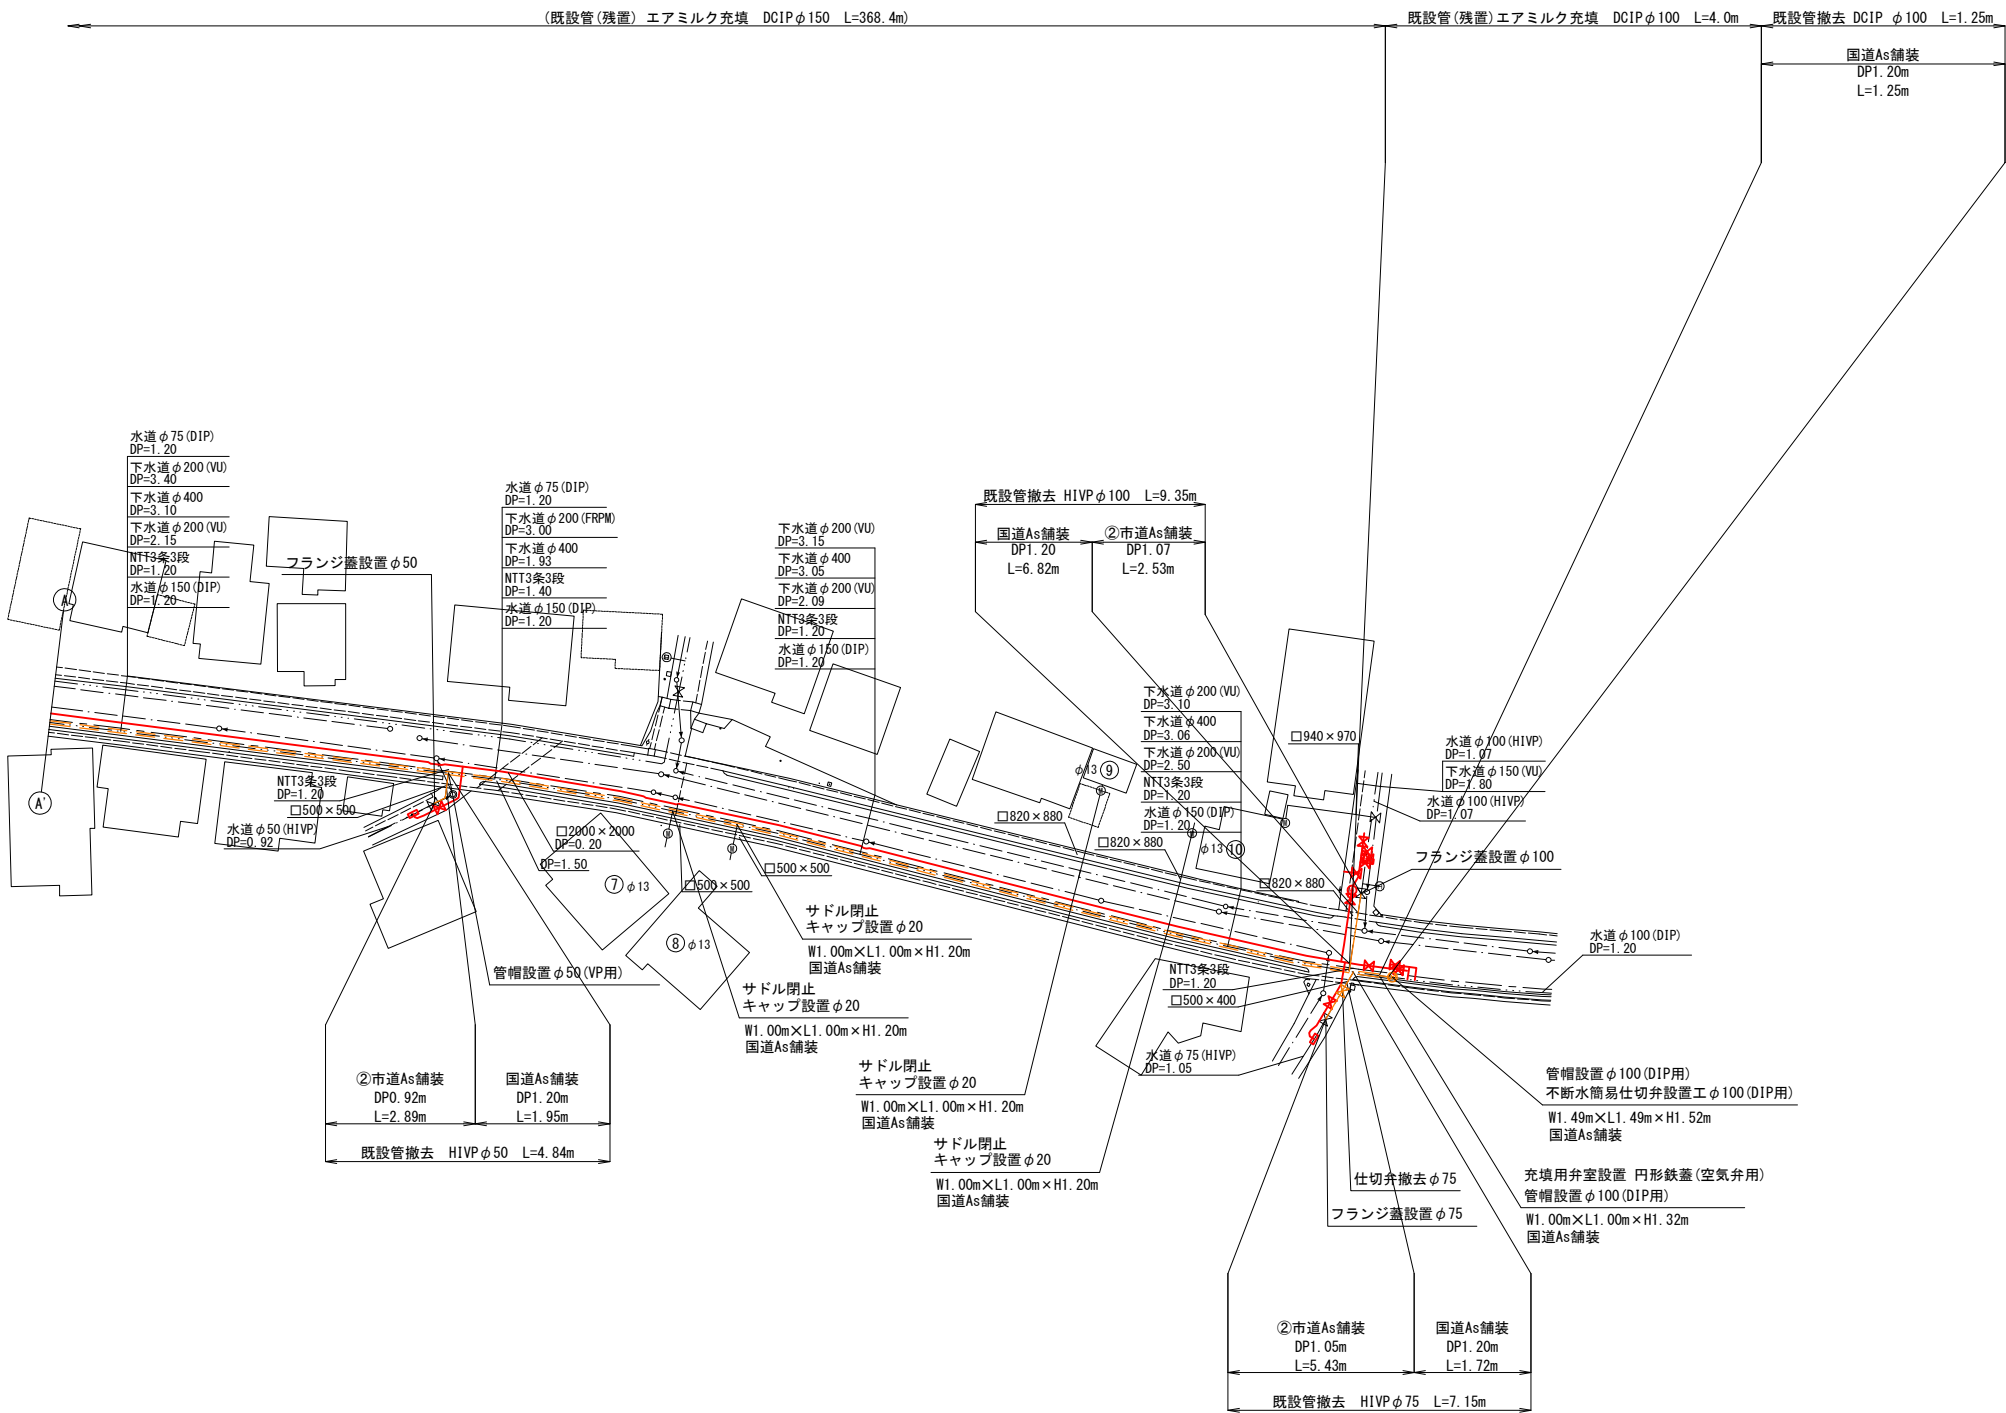 (既設管(残置) エアミルク充填 DCIPφ150 L=368.4m)
既設管(残置)エアミルク充填 DCIPφ100 L=4.0m
既設管撤去 DCIP φ100 L=1.25m
国道As舗装
DP1.20m
L=1.25m
水道φ75(DIP)
DP=1.20
下水道φ200(VU)
DP=3.40
下水道φ400
DP=3.10
下水道φ200(VU)
DP=2.15
NTT3条3段
DP=1.20
水道φ150(DIP)
DP=1.20
フランジ蓋設置φ50
水道φ75(DIP)
DP=1.20
下水道φ200(FRPM)
DP=3.00
下水道φ400
DP=1.93
NTT3条3段
DP=1.40
水道φ150(DIP)
DP=1.20
下水道φ200(VU)
DP=3.15
下水道φ400
DP=3.05
下水道φ200(VU)
DP=2.09
NTT3条3段
DP=1.20
水道φ150(DIP)
DP=1.20
既設管撤去 HIVPφ100 L=9.35m
国道As舗装
DP1.20
L=6.82m
②市道As舗装
DP1.07
L=2.53m
下水道φ200(VU)
DP=3.10
下水道φ400
DP=3.06
下水道φ200(VU)
DP=2.50
NTT3条3段
DP=1.20
水道φ150(DIP)
DP=1.20
□940×970
水道φ100(HIVP)
DP=1.07
下水道φ150(VU)
DP=1.80
水道φ100(HIVP)
DP=1.07
フランジ蓋設置φ100
A
A'
NTT3条3段
DP=1.20
□500×500
水道φ50(HIVP)
DP=0.92
□2000×2000
DP=0.20
DP=1.50
⑦φ13
⑧φ13
□500×500
□500×500
φ13⑨
□820×880
□820×880
φ13⑩
□820×880
水道φ100(DIP)
DP=1.20
管帽設置φ50(VP用)
サドル閉止
キャップ設置φ20
W1.00m×L1.00m×H1.20m
国道As舗装
サドル閉止
キャップ設置φ20
W1.00m×L1.00m×H1.20m
国道As舗装
サドル閉止
キャップ設置φ20
W1.00m×L1.00m×H1.20m
国道As舗装
サドル閉止
キャップ設置φ20
W1.00m×L1.00m×H1.20m
国道As舗装
NTT3条3段
DP=1.20
□500×400
水道φ75(HIVP)
DP=1.05
②市道As舗装
DP0.92m
L=2.89m
国道As舗装
DP1.20m
L=1.95m
既設管撤去 HIVPφ50 L=4.84m
管帽設置φ100(DIP用)
不断水簡易仕切弁設置工φ100(DIP用)
W1.49m×L1.49m×H1.52m
国道As舗装
充填用弁室設置 円形鉄蓋(空気弁用)
管帽設置φ100(DIP用)
W1.00m×L1.00m×H1.32m
国道As舗装
仕切弁撤去φ75
フランジ蓋設置φ75
②市道As舗装
DP1.05m
L=5.43m
国道As舗装
DP1.20m
L=1.72m
既設管撤去 HIVPφ75 L=7.15m